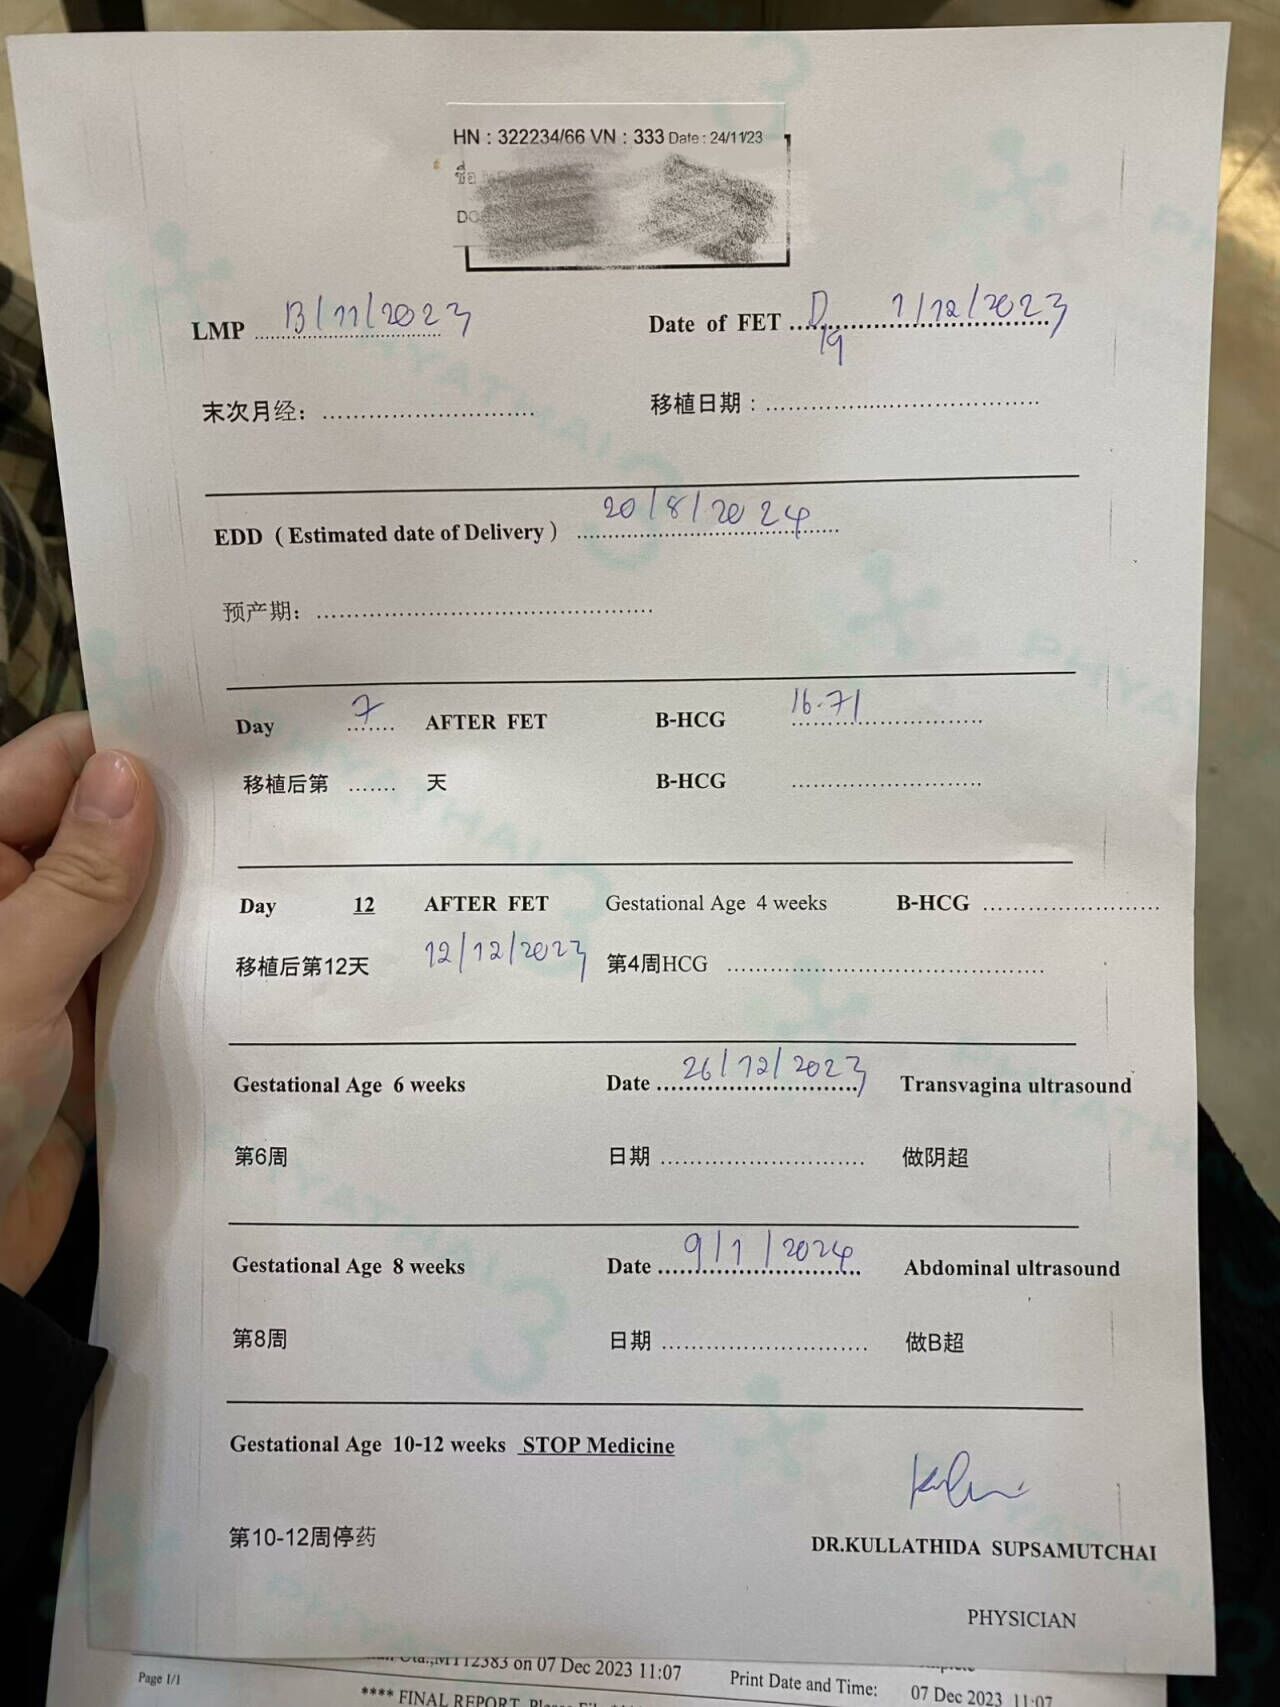 HN : 322234/66 VN : 333 Date : 24/11/23
ชื่อ
LMP 13/11/2023 Date of FET D19 1/12/2023
末次月经: 移植日期:
EDD ( Estimated date of Delivery ) 20/8/2024
预产期:
Day 7 AFTER FET B-HCG 16.71
移植后第 天 B-HCG
Day 12 AFTER FET Gestational Age 4 weeks B-HCG
移植后第12天 12/12/2023 第4周HCG
Gestational Age 6 weeks Date 26/12/2023 Transvagina ultrasound
第6周 日期 做阴超
Gestational Age 8 weeks Date 9/1/2024 Abdominal ultrasound
第8周 日期 做B超
Gestational Age 10-12 weeks STOP Medicine
第10-12周停药
DR.KULLATHIDA SUPSAMUTCHAI
PHYSICIAN
on 07 Dec 2023 11:07
Page 1/1 Print Date and Time: 07 Dec 2023 11:07
**** FINAL REPORT
PHYATHAI 3